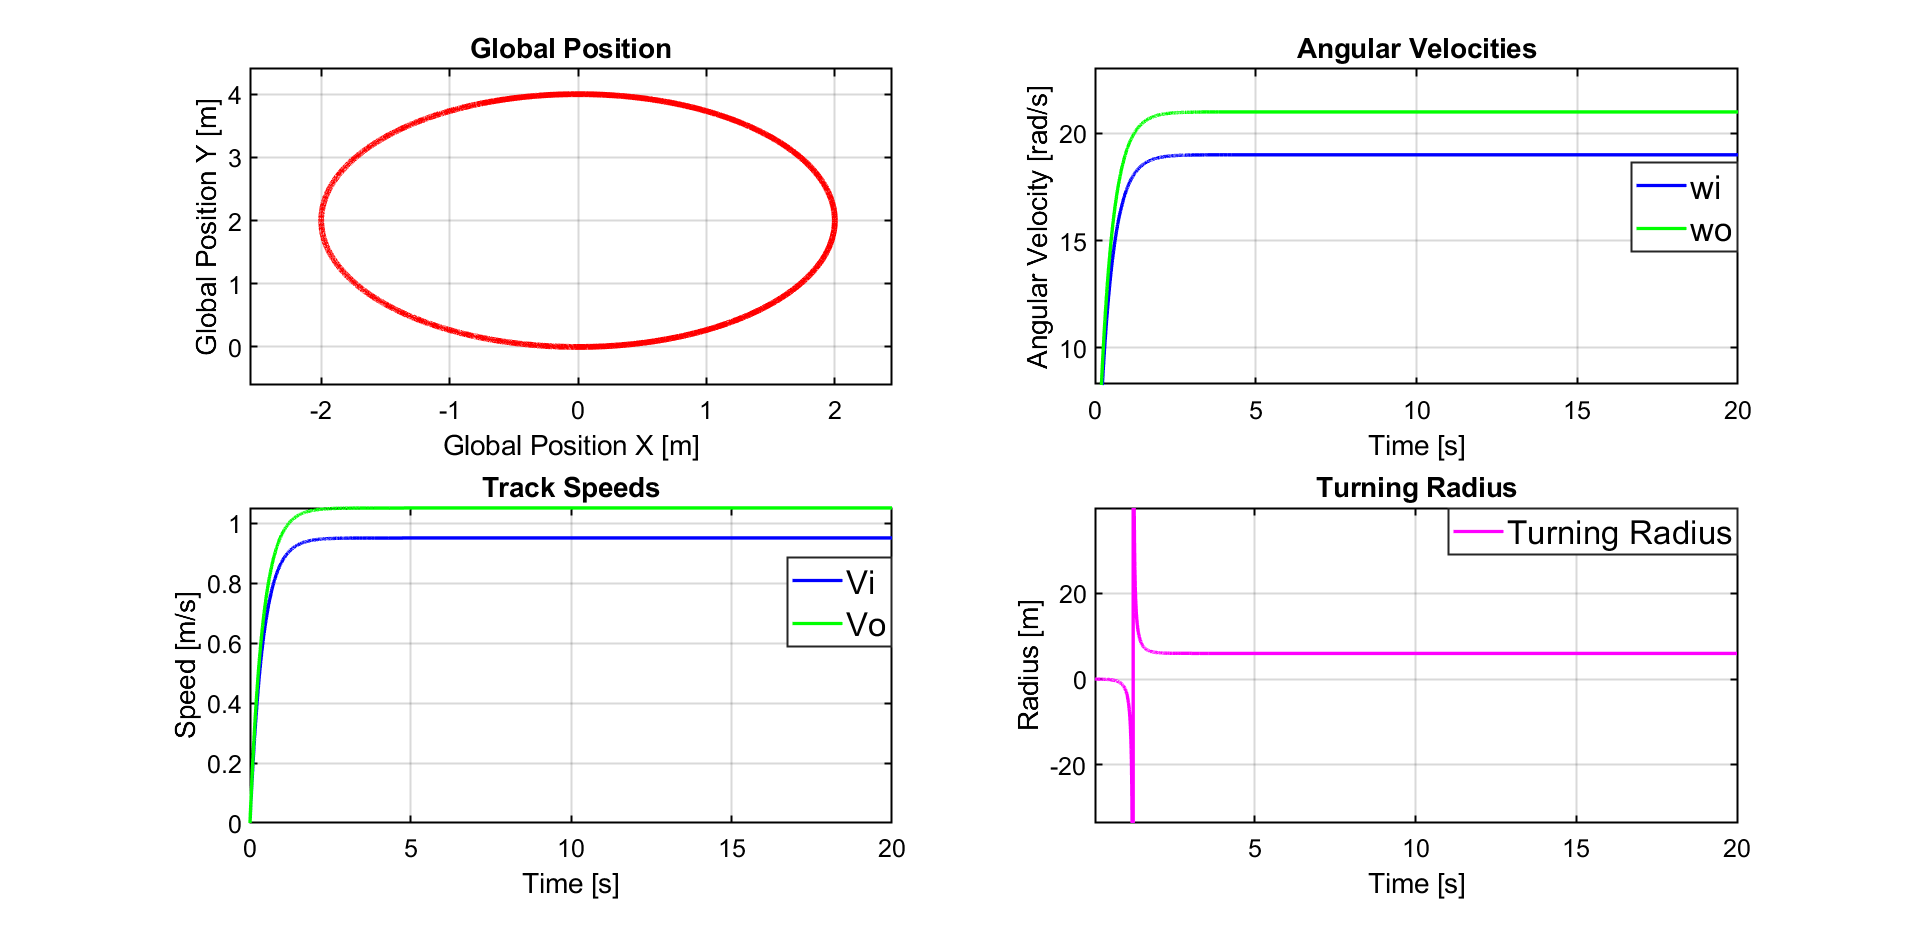 Global Position
Global Position Y [m]
4
3
2
1
0
-2
-1
0
1
2
Global Position X [m]
Angular Velocities
Angular Velocity [rad/s]
20
15
10
wi
wo
0
5
10
15
20
Time [s]
Track Speeds
Speed [m/s]
1
0.8
0.6
0.4
0.2
0
Vi
Vo
0
5
10
15
20
Time [s]
Turning Radius
Radius [m]
20
0
-20
Turning Radius
5
10
15
20
Time [s]